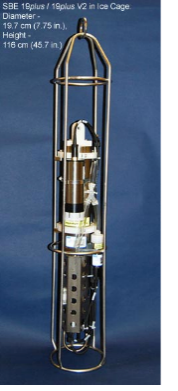 SBE 19plus / 19plus V2 in Ice Cage
Diameter -
19.7 cm (7.75 in.),
Height -
116 cm (45.7 in.)